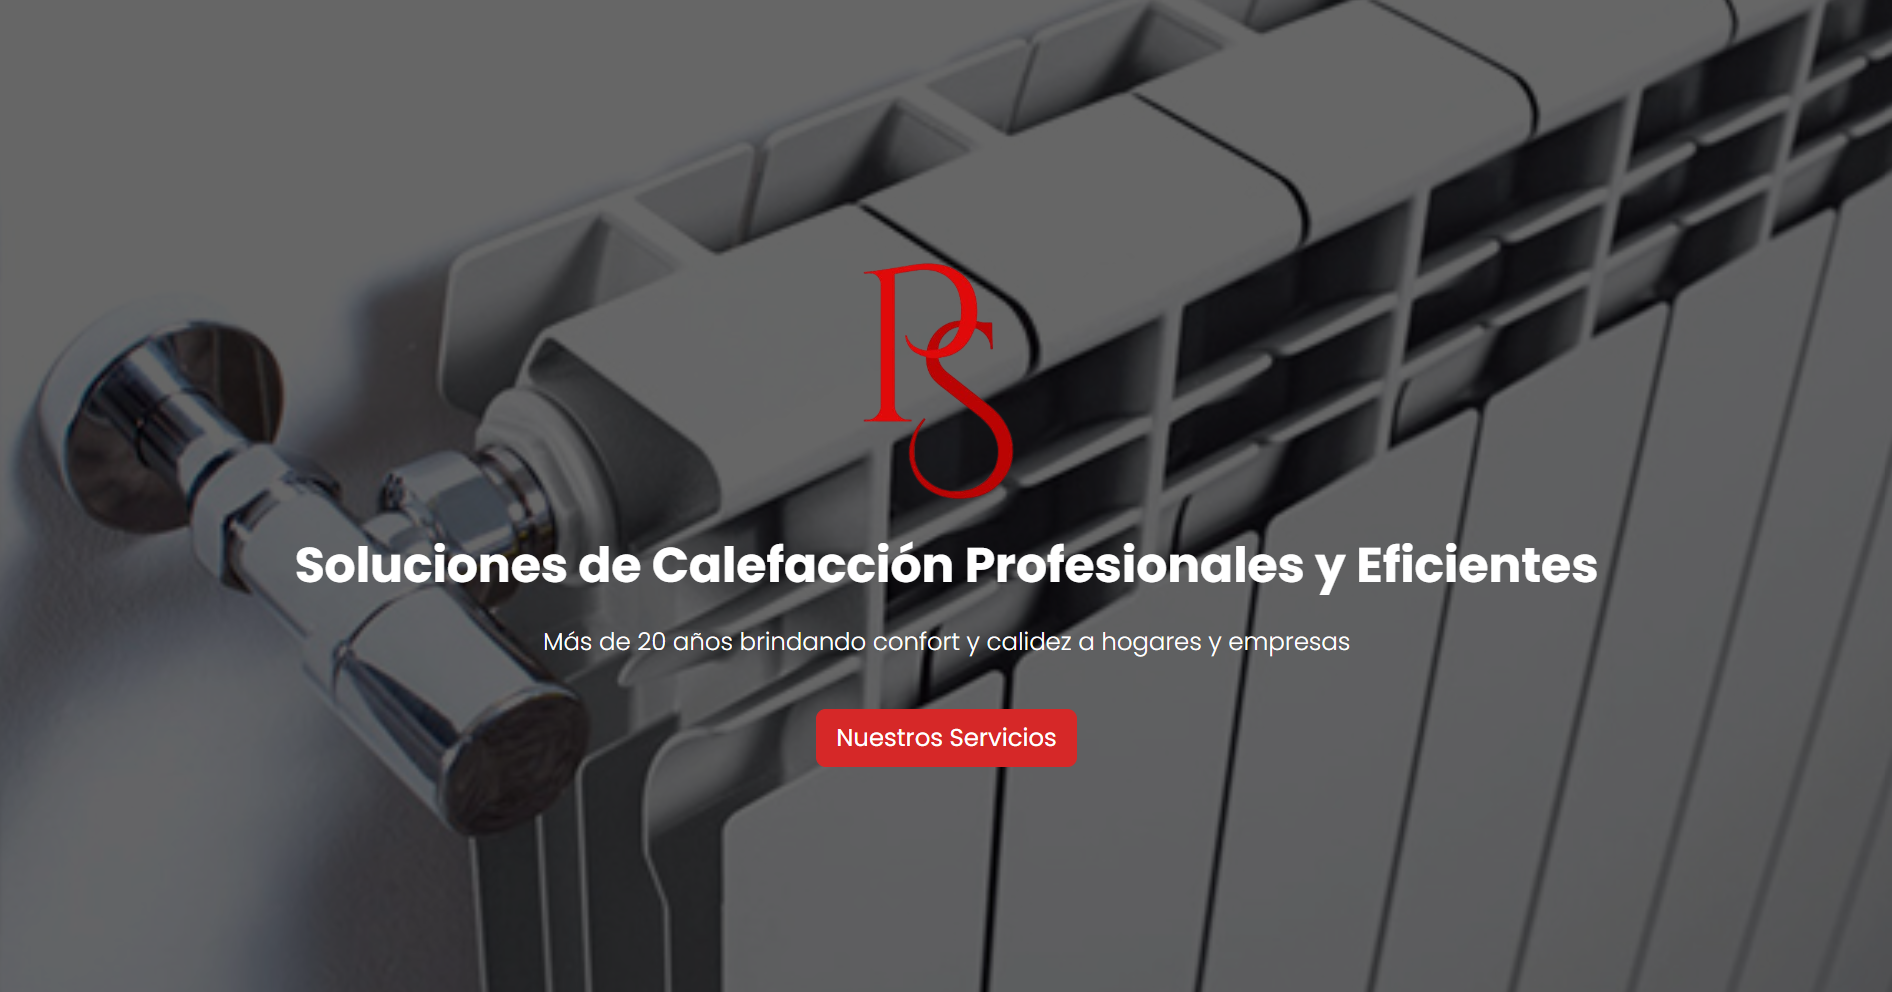 PS
Soluciones de Calefacción Profesionales y Eficientes
Más de 20 años brindando confort y calidez a hogares y empresas
Nuestros Servicios